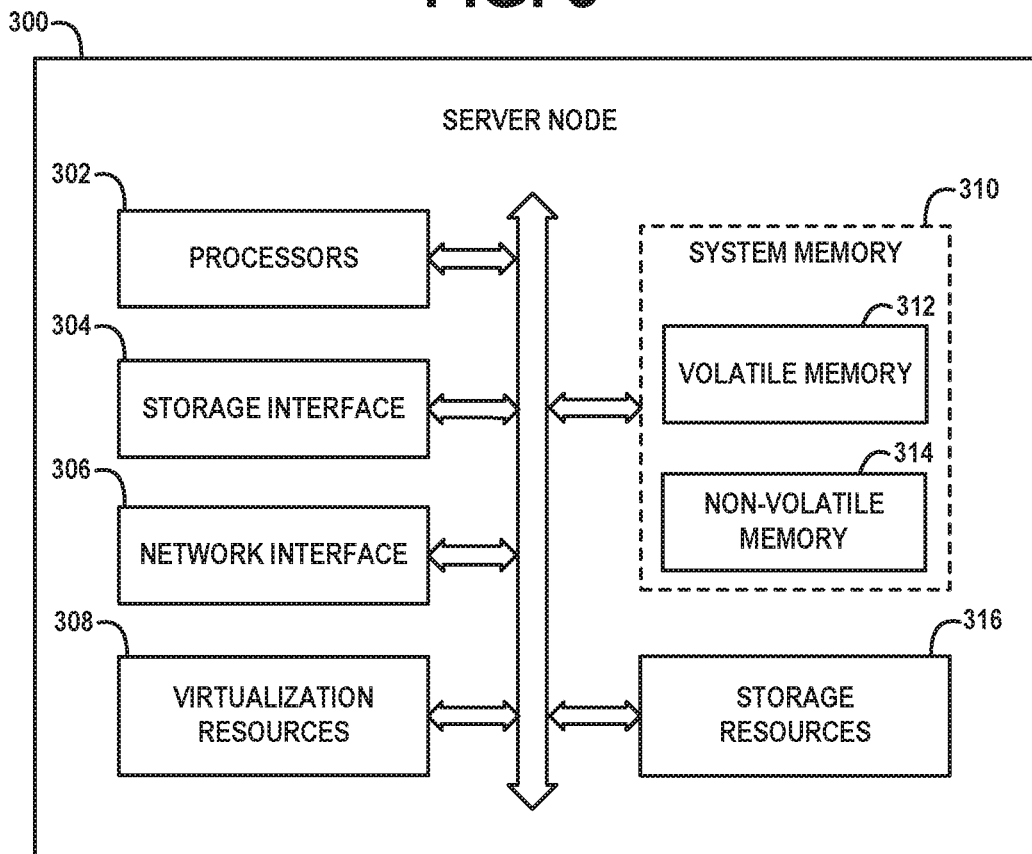 300
SERVER NODE
302
PROCESSORS
304
STORAGE INTERFACE
306
NETWORK INTERFACE
308
VIRTUALIZATION
RESOURCES
310
SYSTEM MEMORY
312
VOLATILE MEMORY
314
NON-VOLATILE
MEMORY
316
STORAGE
RESOURCES